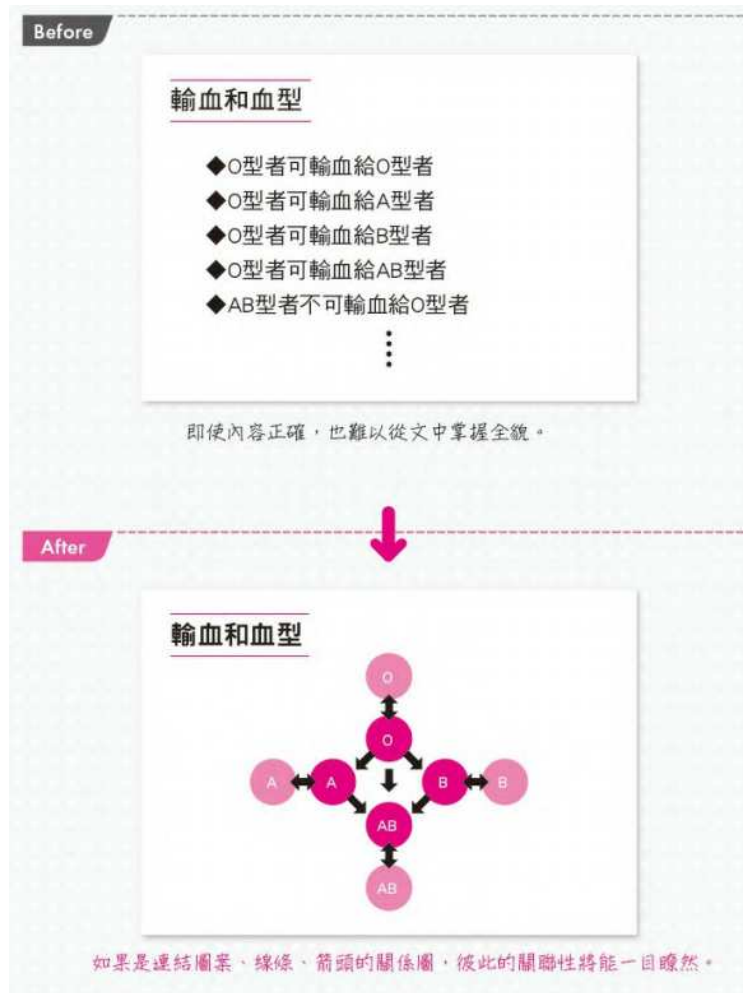 Before
輸血和血型
◆O型者可輸血給O型者
◆O型者可輸血給A型者
◆O型者可輸血給B型者
◆O型者可輸血給AB型者
◆AB型者不可輸血給O型者
⋮
即使內容正確，也難以從文中掌握全貌。
After
輸血和血型
O
O
A
A
B
B
AB
AB
如果是連結圖案、線條、箭頭的關係圖，彼此的關聯性將能一目瞭然。